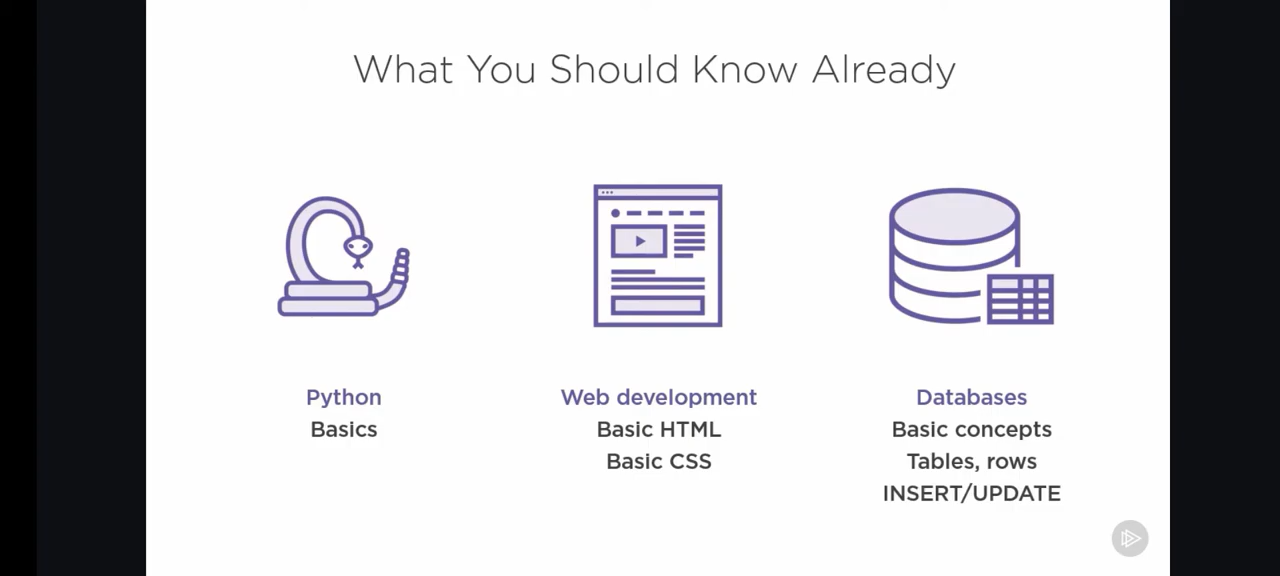 What You Should Know Already
Python
Basics
Web development
Basic HTML
Basic CSS
Databases
Basic concepts
Tables, rows
INSERT/UPDATE